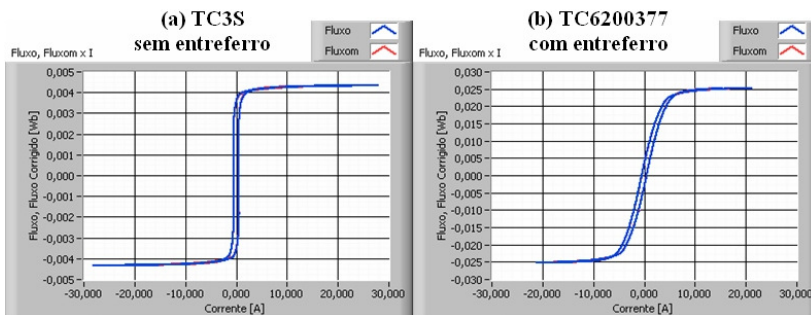 (a) TC3S
sem entreferro
Fluxo
Fluxom
Fluxo, Fluxom x I
Fluxo, Fluxo Corrigido [Wb]
0,005
0,004
0,003
0,002
0,001
0,000
-0,000
-0,001
-0,002
-0,003
-0,004
-0,005
-30,000 -20,000 -10,000 0,000 10,000 20,000 30,000
Corrente [A]
(b) TC6200377
com entreferro
Fluxo
Fluxom
Fluxo, Fluxom x I
Fluxo, Fluxo Corrigido [Wb]
0,030
0,025
0,020
0,015
0,010
0,005
0,000
-0,005
-0,010
-0,015
-0,020
-0,025
-0,030
-30,000 -20,000 -10,000 0,000 10,000 20,000 30,000
Corrente [A]